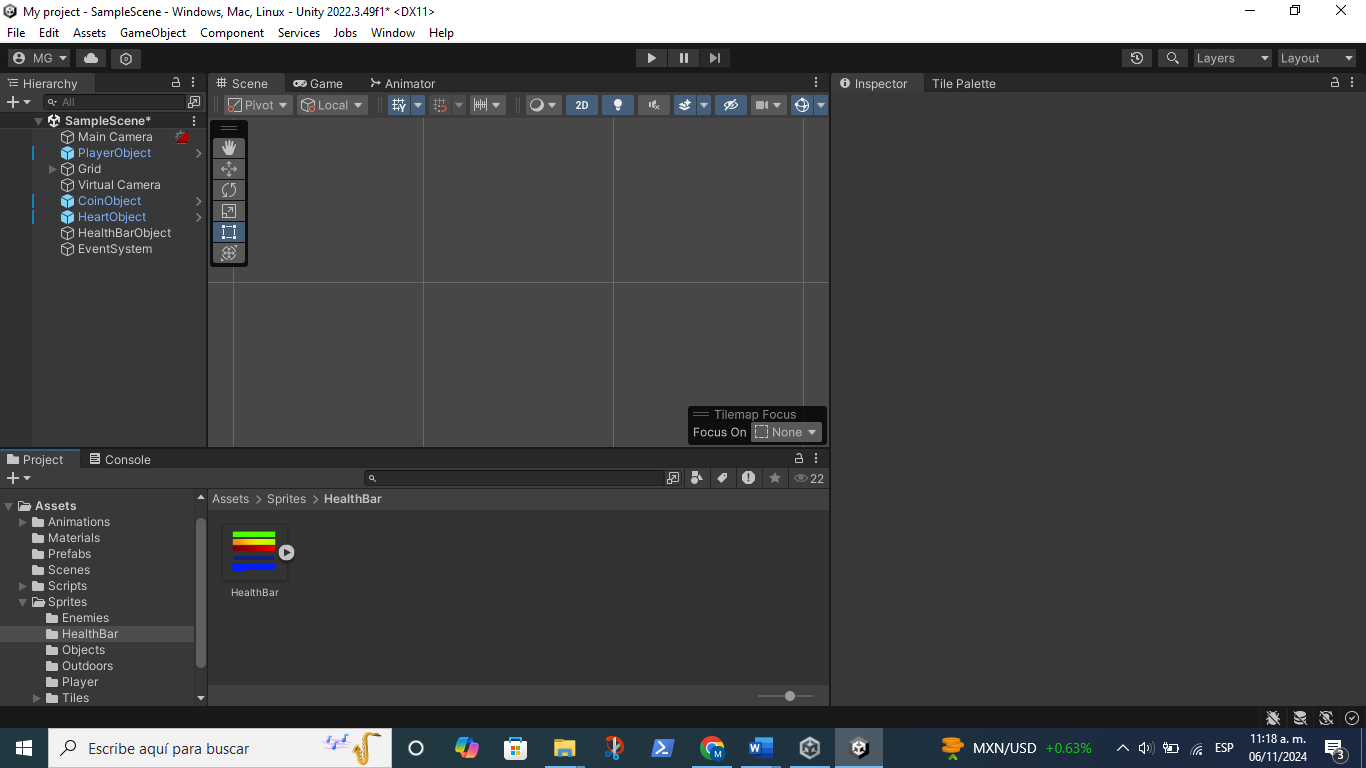 My project - SampleScene - Windows, Mac, Linux - Unity 2022.3.49f1* <DX11>
File Edit Assets GameObject Component Services Jobs Window Help
MG Layers Layout
Hierarchy
All
SampleScene*
Main Camera
PlayerObject
Grid
Virtual Camera
CoinObject
HeartObject
HealthBarObject
EventSystem
Scene Game Animator
Pivot Local 2D
Tilemap Focus
Focus On None
Inspector Tile Palette
Project Console
22
Assets
Animations
Materials
Prefabs
Scenes
Scripts
Sprites
Enemies
HealthBar
Objects
Outdoors
Player
Tiles
Assets > Sprites > HealthBar
HealthBar
Escribe aquí para buscar
MXN/USD +0.63%
ESP
11:18 a. m.
06/11/2024
3